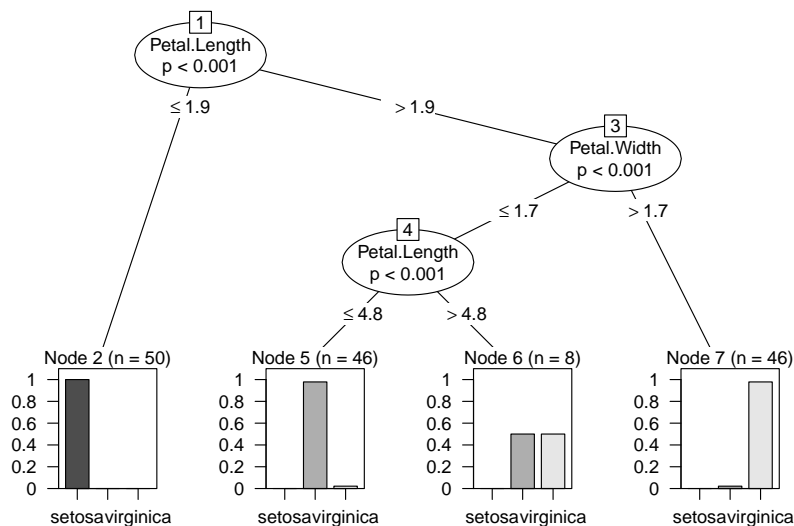 1
Petal.Length
p < 0.001
≤ 1.9
> 1.9
3
Petal.Width
p < 0.001
≤ 1.7
> 1.7
4
Petal.Length
p < 0.001
≤ 4.8
> 4.8
Node 2 (n = 50)
1
0.8
0.6
0.4
0.2
0
setosavirginica
Node 5 (n = 46)
1
0.8
0.6
0.4
0.2
0
setosavirginica
Node 6 (n = 8)
1
0.8
0.6
0.4
0.2
0
setosavirginica
Node 7 (n = 46)
1
0.8
0.6
0.4
0.2
0
setosavirginica